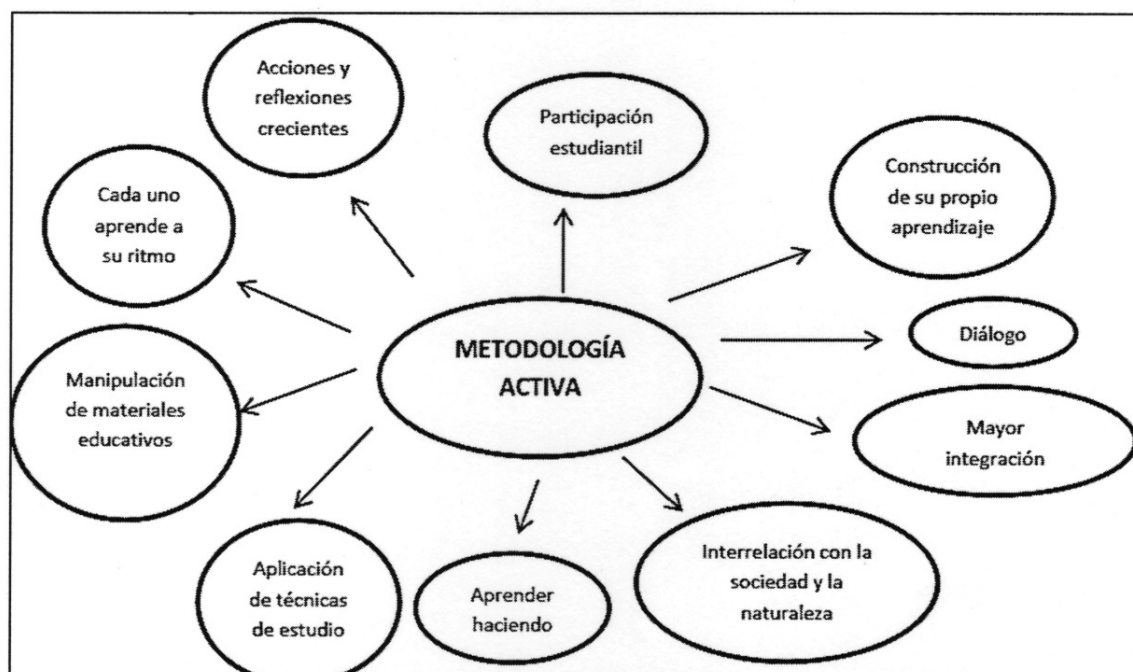 Acciones y
reflexiones
crecientes
Participación
estudiantil
Construcción
de su propio
aprendizaje
Cada uno
aprende a
su ritmo
METODOLOGÍA
ACTIVA
Diálogo
Manipulación
de materiales
educativos
Mayor
integración
Aplicación
de técnicas
de estudio
Aprender
haciendo
Interrelación con la
sociedad y la
naturaleza